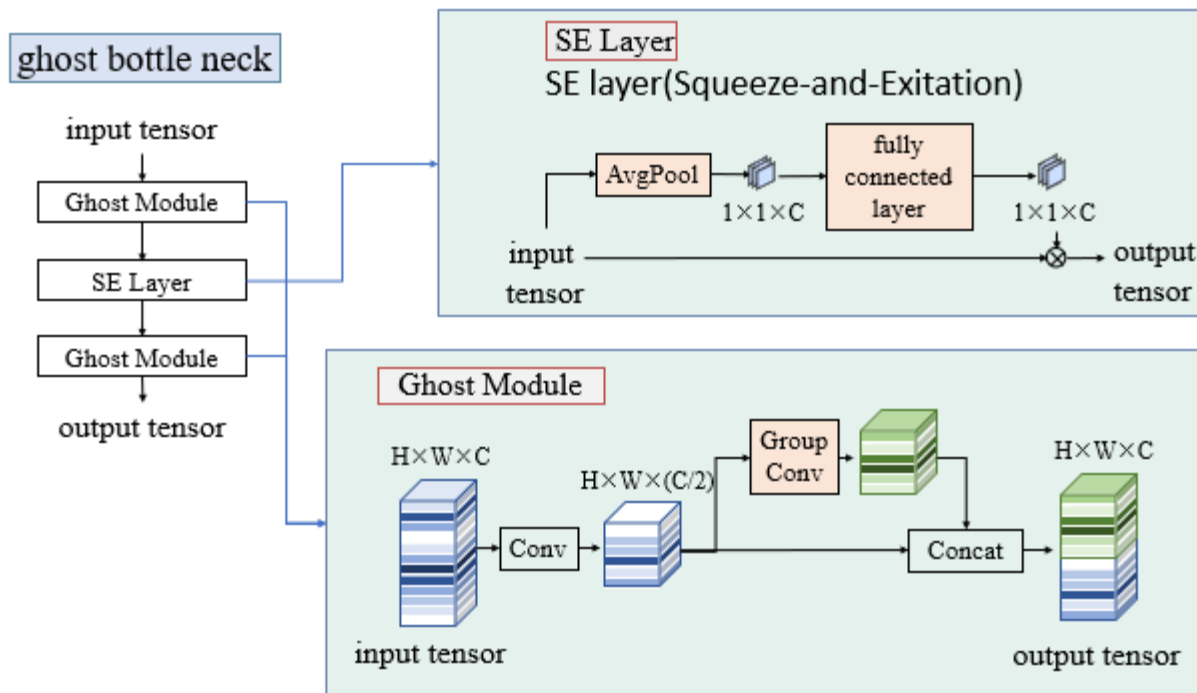 ghost bottle neck
input tensor
Ghost Module
SE Layer
Ghost Module
output tensor
SE Layer
SE layer(Squeeze-and-Exitation)
AvgPool
1×1×C
fully
connected
layer
1×1×C
input
tensor
output
tensor
Ghost Module
H×W×C
Conv
H×W×(C/2)
Group
Conv
Concat
H×W×C
input tensor
output tensor